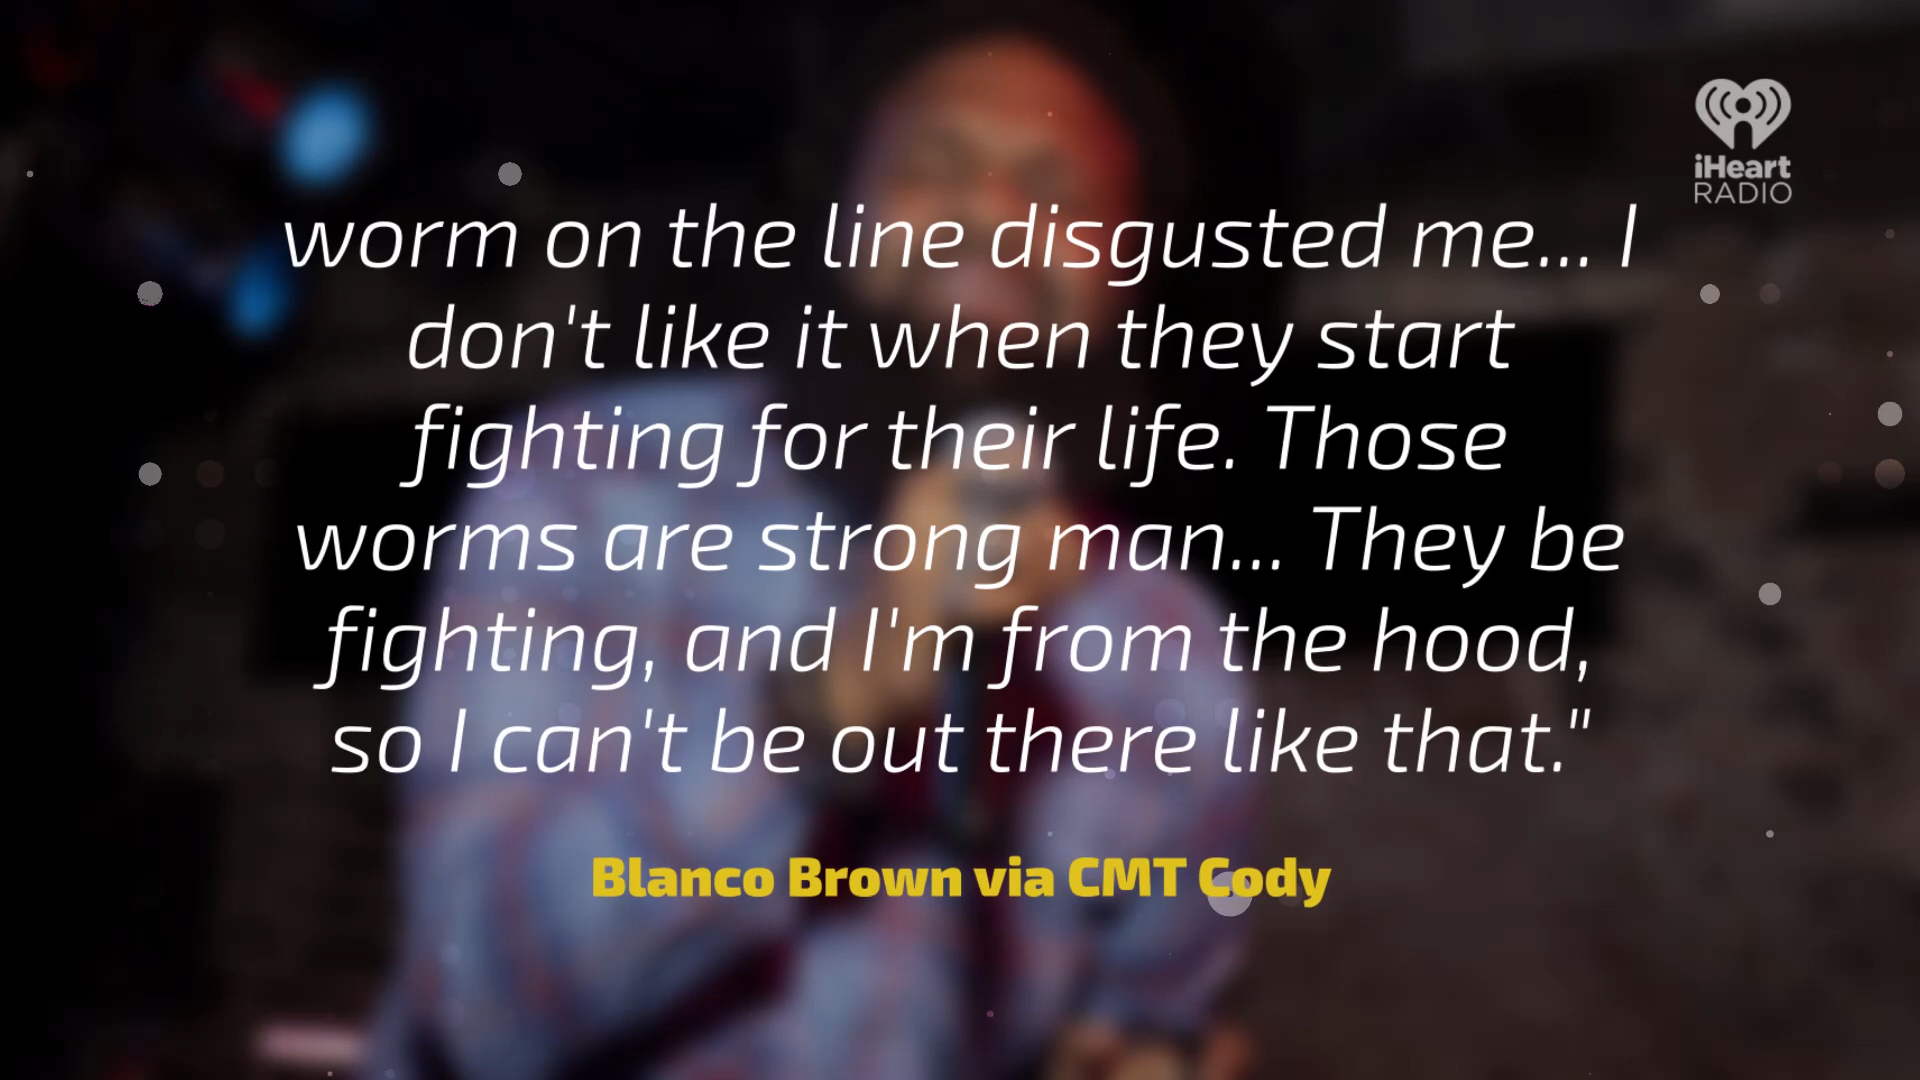 iHeart
RADIO
worm on the line disgusted me... I
don't like it when they start
fighting for their life. Those
worms are strong man... They be
fighting, and I'm from the hood,
so I can't be out there like that."
Blanco Brown via CMT Cody